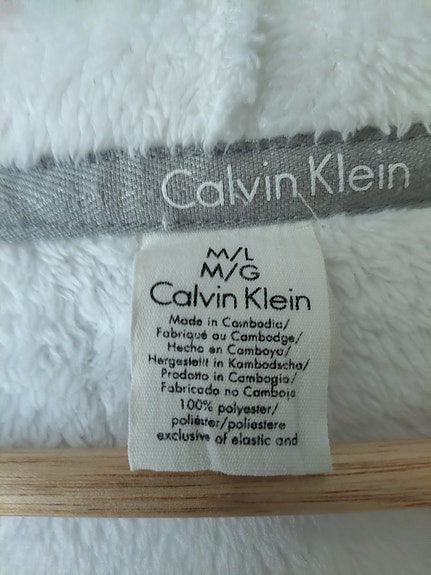 Calvin Klein
M/L
M/G
Calvin Klein
Made in Cambodia/
Fabriqué au Cambodge/
Hecho en Camboya/
Hergestellt in Kambodscha/
Prodotto in Cambogia/
Fabricado no Camboja
100% polyester/
poliéster/poliestere
exclusive of elastic and